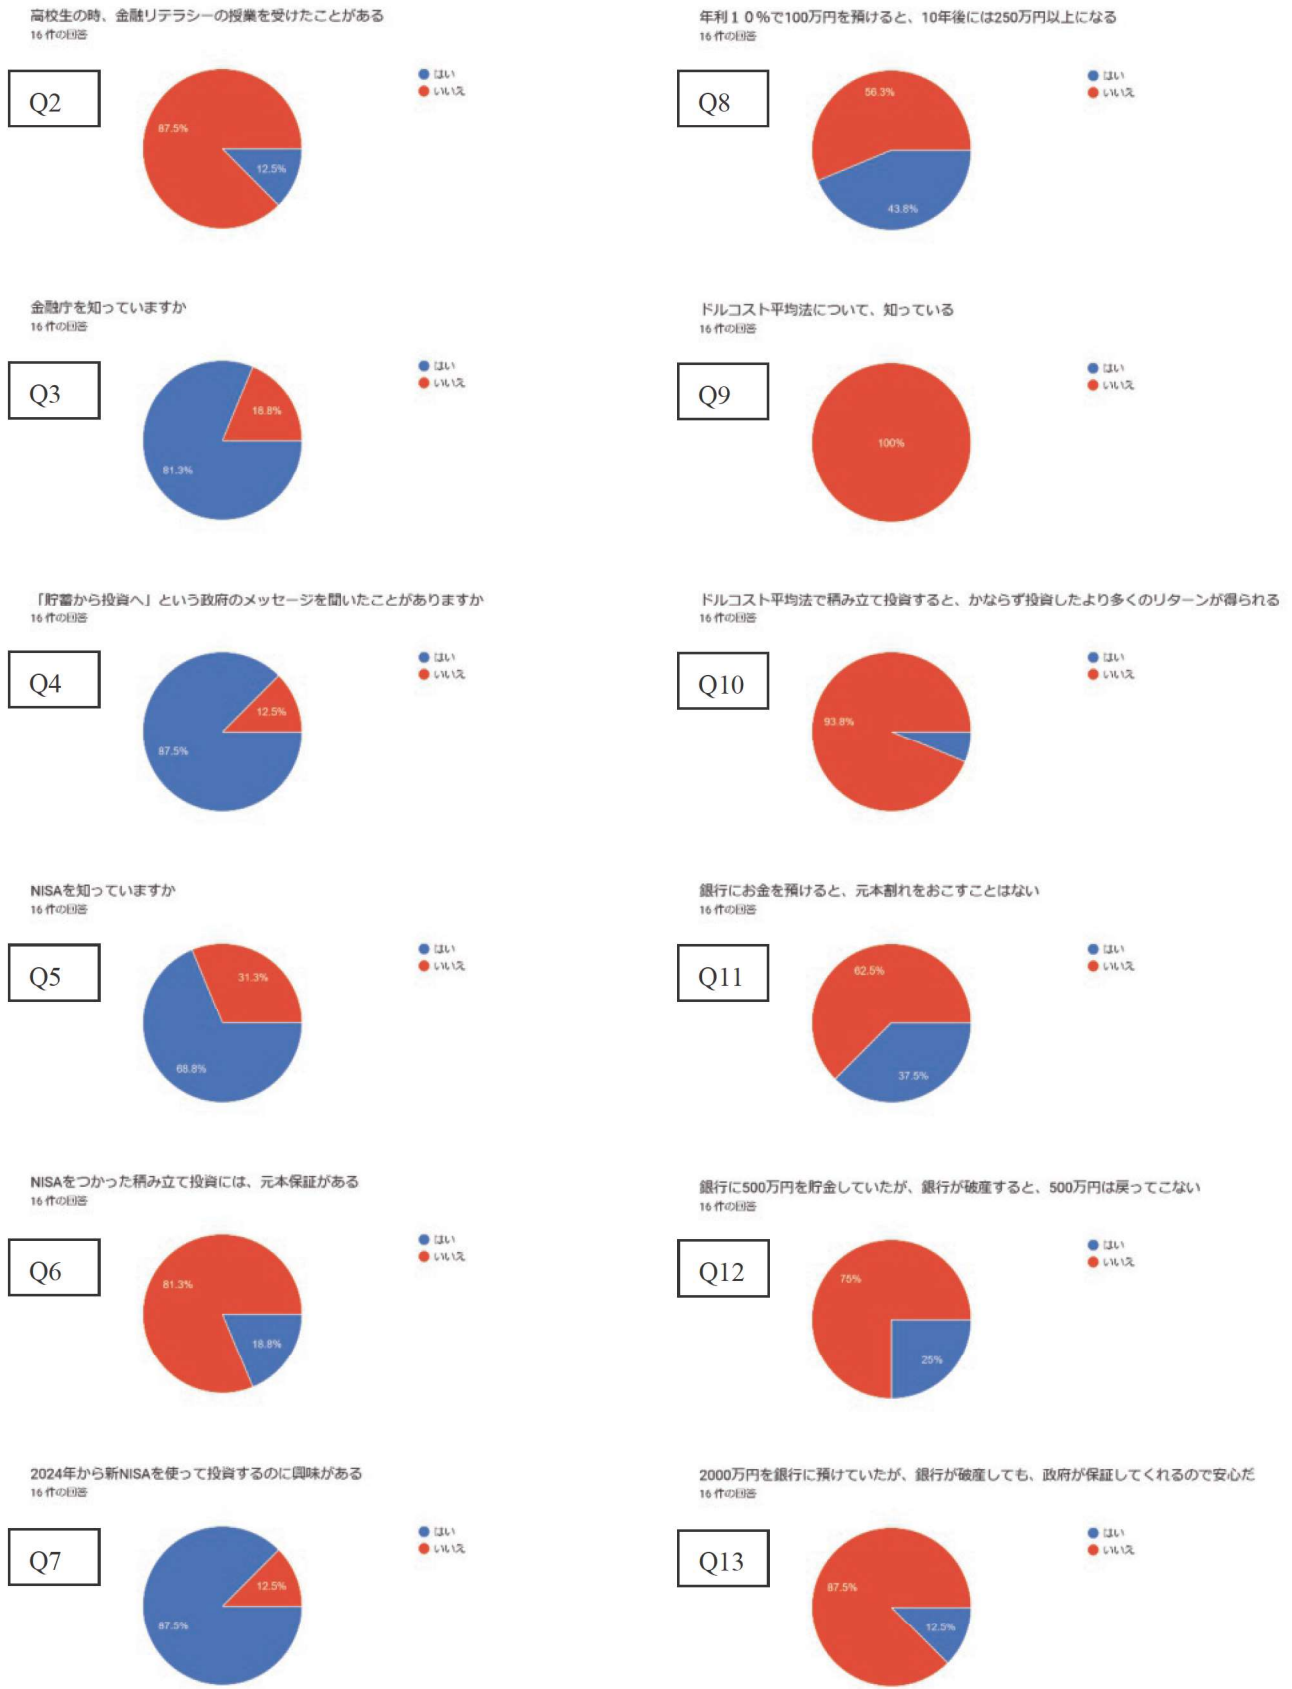 高校生の時、金融リテラシーの授業を受けたことがある
16 件の回答
Q2
はい
いいえ
87.5%
12.5%
金融庁を知っていますか
16 件の回答
Q3
はい
いいえ
18.8%
81.3%
「貯蓄から投資へ」という政府のメッセージを聞いたことがありますか
16 件の回答
Q4
はい
いいえ
12.5%
87.5%
NISAを知っていますか
16 件の回答
Q5
はい
いいえ
31.3%
68.8%
NISAをつかった積み立て投資には、元本保証がある
16 件の回答
Q6
はい
いいえ
81.3%
18.8%
2024年から新NISAを使って投資するのに興味がある
16 件の回答
Q7
はい
いいえ
12.5%
87.5%
年利１０%で100万円を預けると、10年後には250万円以上になる
16 件の回答
Q8
はい
いいえ
56.3%
43.8%
ドルコスト平均法について、知っている
16 件の回答
Q9
はい
いいえ
100%
ドルコスト平均法で積み立て投資すると、かならず投資したより多くのリターンが得られる
16 件の回答
Q10
はい
いいえ
93.8%
銀行にお金を預けると、元本割れをおこすことはない
16 件の回答
Q11
はい
いいえ
62.5%
37.5%
銀行に500万円を貯金していたが、銀行が破産すると、500万円は戻ってこない
16 件の回答
Q12
はい
いいえ
75%
25%
2000万円を銀行に預けていたが、銀行が破産しても、政府が保証してくれるので安心だ
16 件の回答
Q13
はい
いいえ
87.5%
12.5%